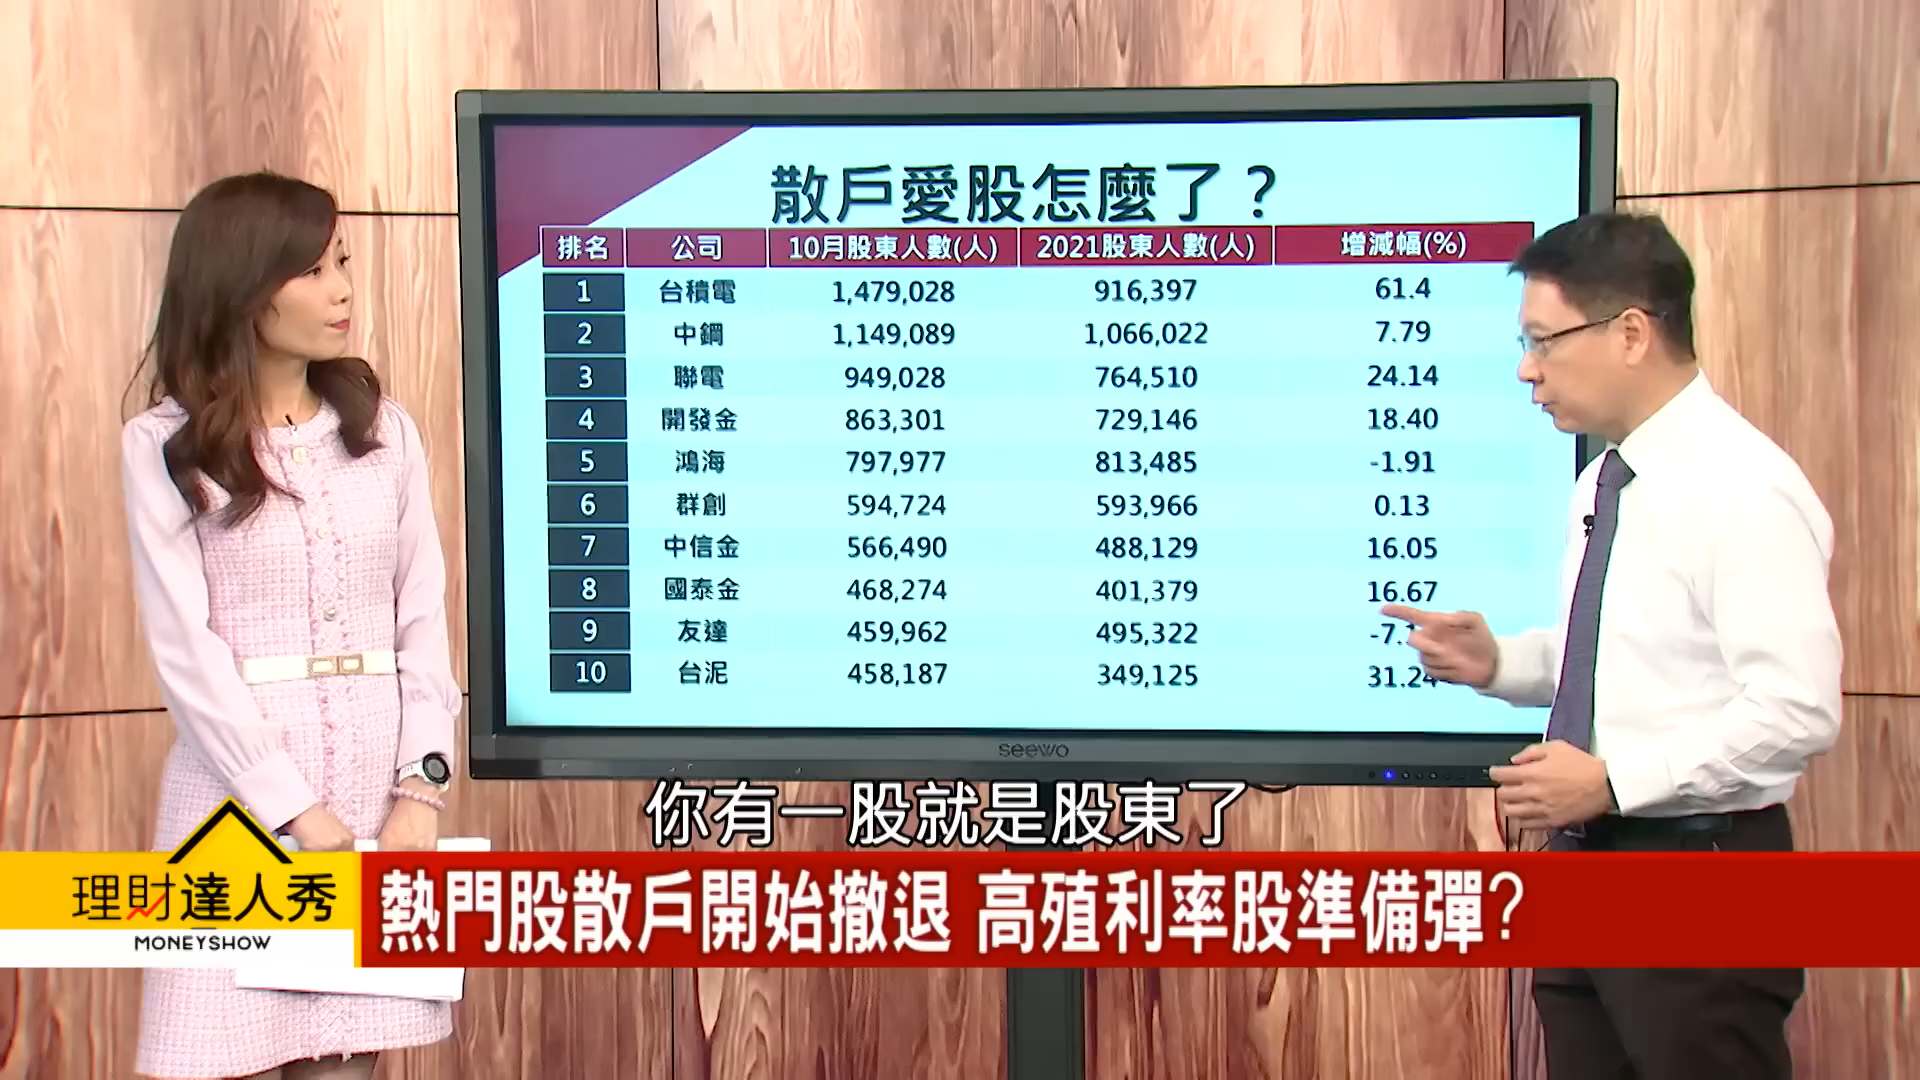 散戶愛股怎麼了？
排名 公司 10月股東人數(人) 2021股東人數(人) 增減幅(%)
1 台積電 1,479,028 916,397 61.4
2 中鋼 1,149,089 1,066,022 7.79
3 聯電 949,028 764,510 24.14
4 開發金 863,301 729,146 18.40
5 鴻海 797,977 813,485 -1.91
6 群創 594,724 593,966 0.13
7 中信金 566,490 488,129 16.05
8 國泰金 468,274 401,379 16.67
9 友達 459,962 495,322
10 台泥 458,187 349,125 31.24
seewo
你有一股就是股東了
理財達人秀
MONEYSHOW
熱門股散戶開始撤退 高殖利率股準備彈?